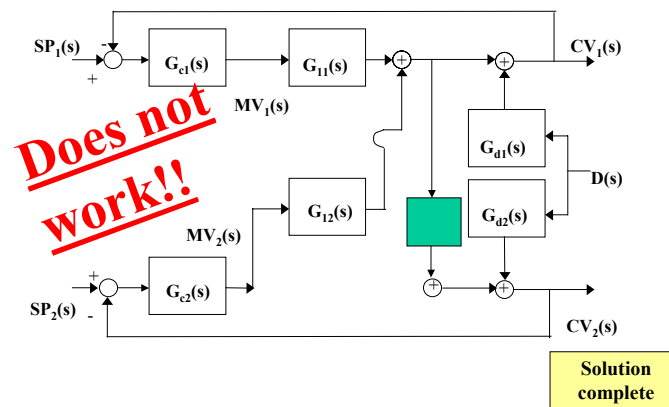 SP1(s)
-
+
Gc1(s)
MV1(s)
G11(s)
+
+
CV1(s)
Gd1(s)
D(s)
Gd2(s)
Does not
work!!
G12(s)
MV2(s)
+
SP2(s)
-
Gc2(s)
+
+
CV2(s)
Solution
complete